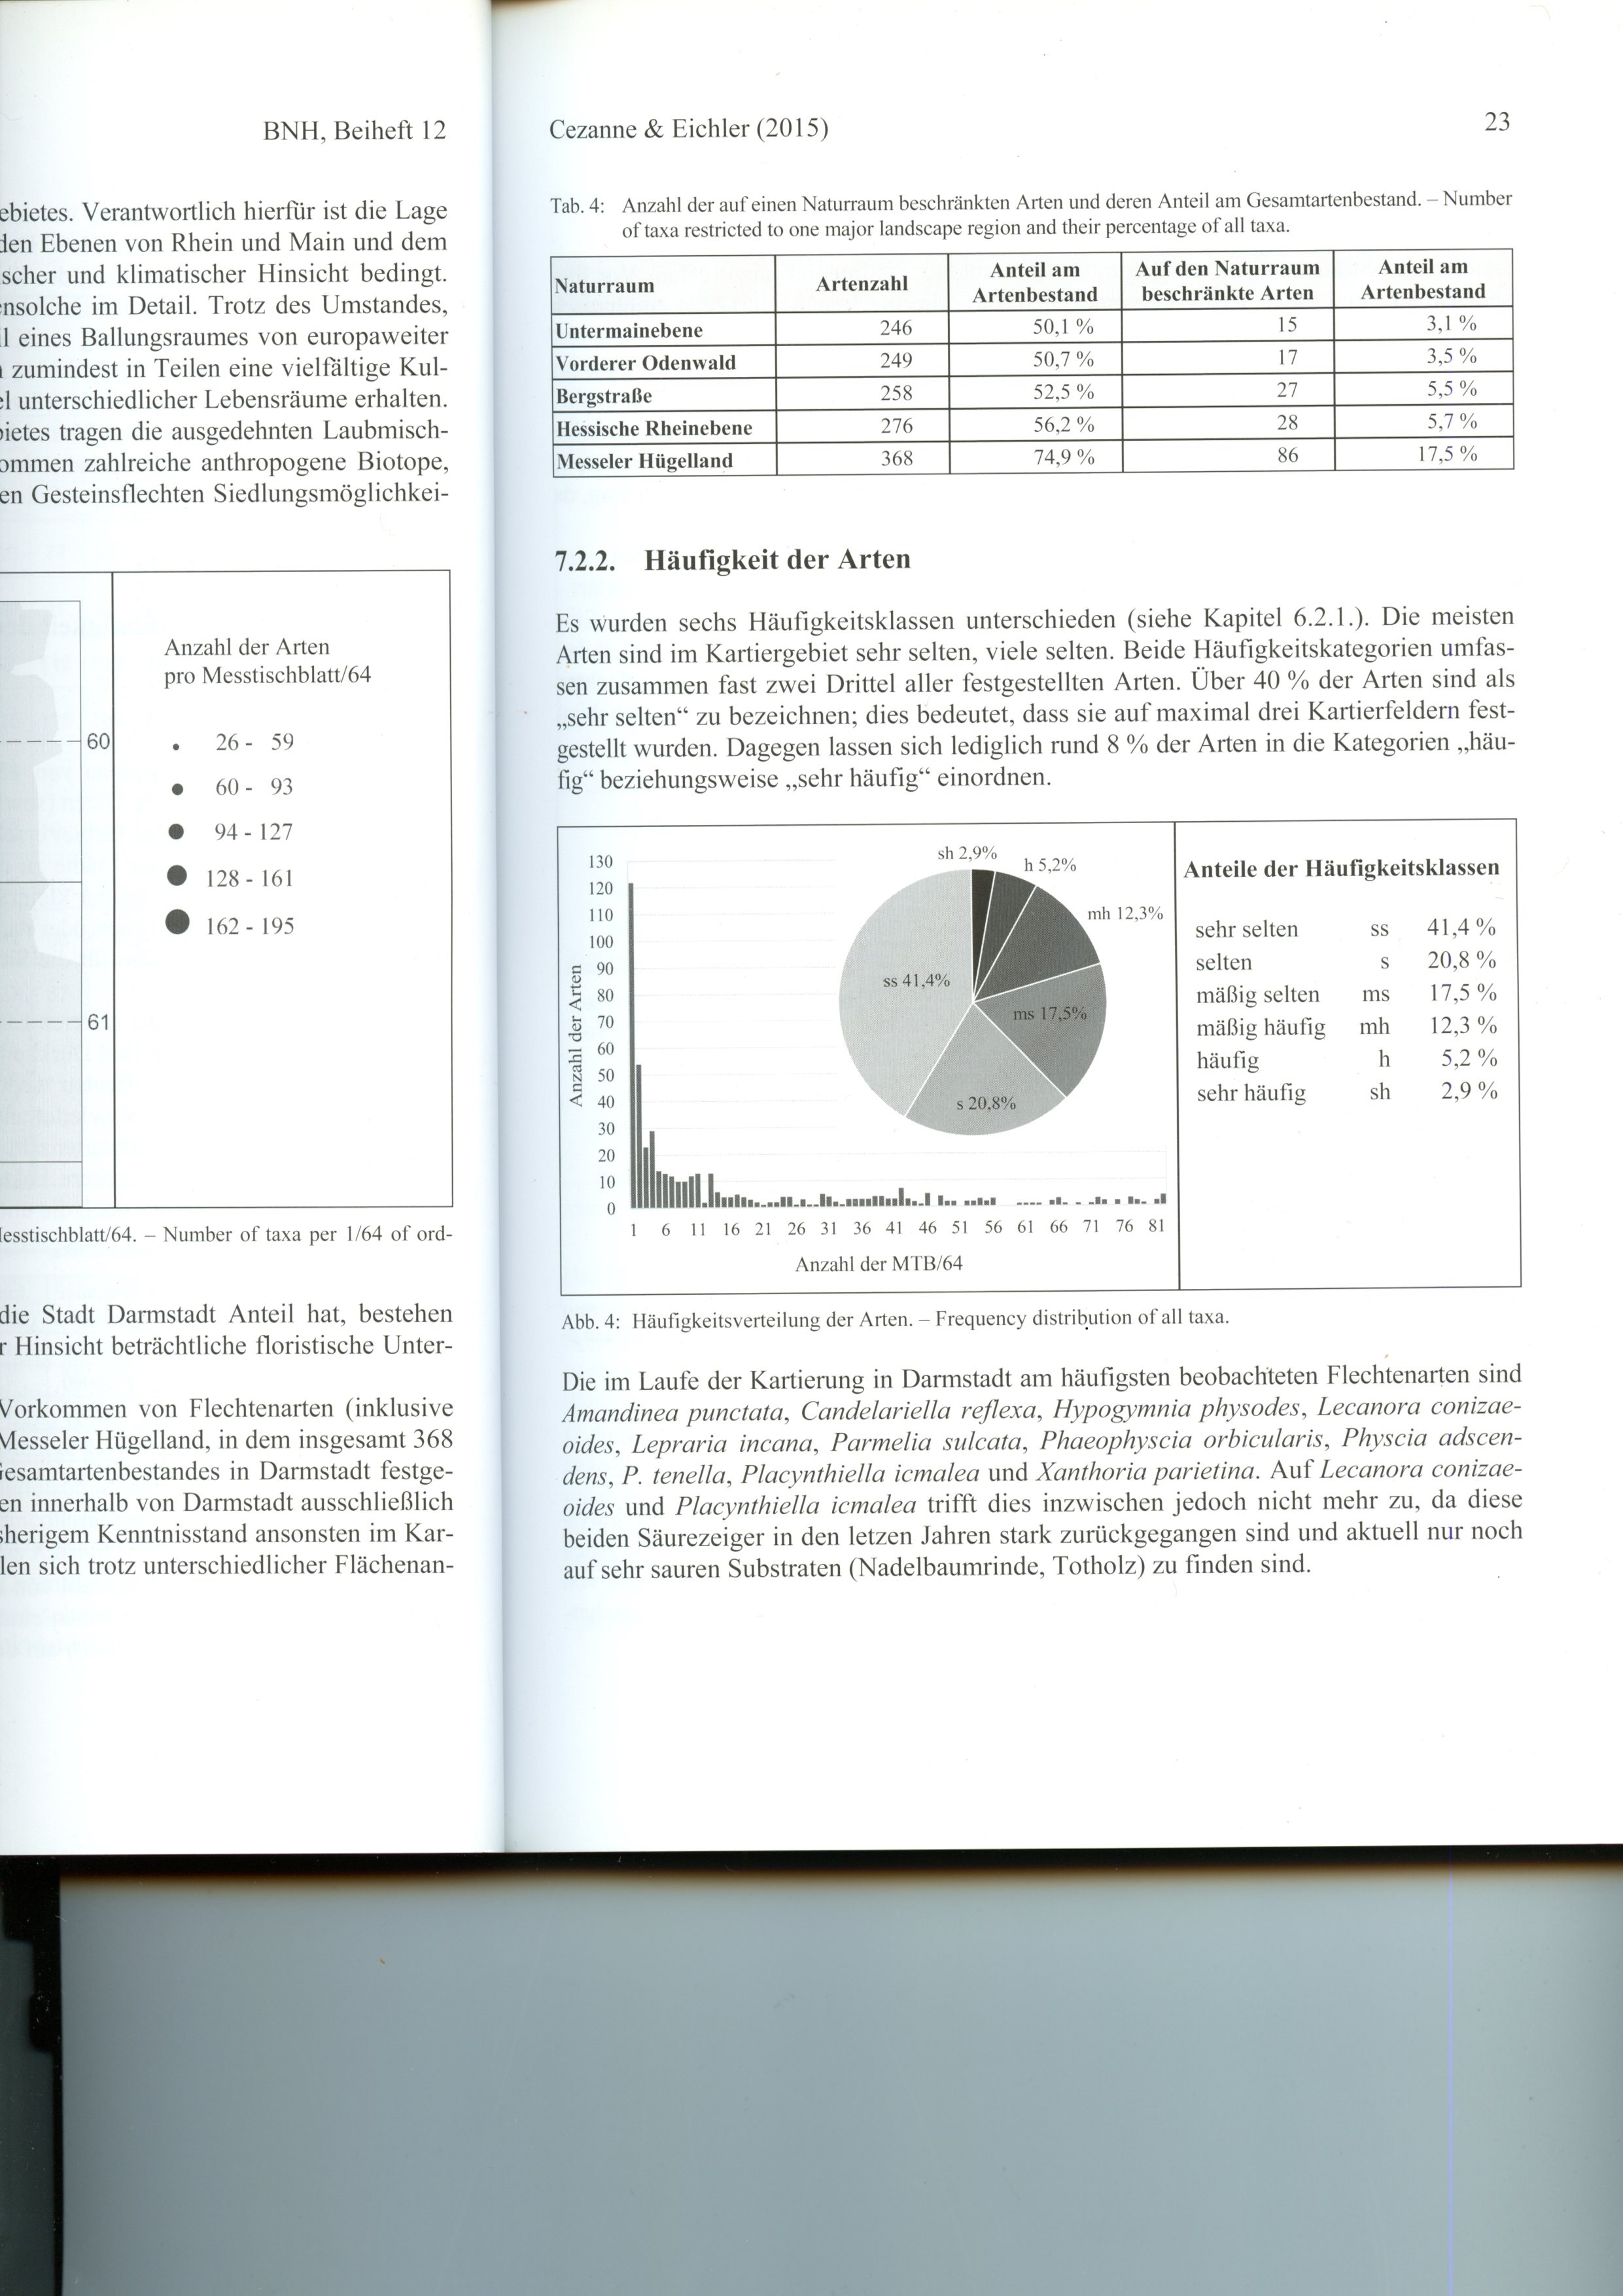 BNH, Beiheft 12
ebietes. Verantwortlich hierfür ist die Lage
den Ebenen von Rhein und Main und dem
scher und klimatischer Hinsicht bedingt.
ensolche im Detail. Trotz des Umstandes,
l eines Ballungsraumes von europaweiter
zumindest in Teilen eine vielfältige Kul-
el unterschiedlicher Lebensräume erhalten.
bietes tragen die ausgedehnten Laubmisch-
ommen zahlreiche anthropogene Biotope,
en Gesteinsflechten Siedlungsmöglichkei-
Anzahl der Arten
pro Messtischblatt/64
60
26 - 59
60 - 93
94 - 127
128 - 161
162 - 195
61
Messtischblatt/64. – Number of taxa per 1/64 of ord-
die Stadt Darmstadt Anteil hat, bestehen
r Hinsicht beträchtliche floristische Unter-
Vorkommen von Flechtenarten (inklusive
Messeler Hügelland, in dem insgesamt 368
Gesamtartenbestandes in Darmstadt festge-
en innerhalb von Darmstadt ausschließlich
sherigem Kenntnisstand ansonsten im Kar-
len sich trotz unterschiedlicher Flächenan-
Cezanne & Eichler (2015) 23
Tab. 4: Anzahl der auf einen Naturraum beschränkten Arten und deren Anteil am Gesamtartenbestand. – Number
of taxa restricted to one major landscape region and their percentage of all taxa.
Naturraum Artenzahl Anteil am Artenbestand Auf den Naturraum beschränkte Arten Anteil am Artenbestand
Untermainebene 246 50,1 % 15 3,1 %
Vorderer Odenwald 249 50,7 % 17 3,5 %
Bergstraße 258 52,5 % 27 5,5 %
Hessische Rheinebene 276 56,2 % 28 5,7 %
Messeler Hügelland 368 74,9 % 86 17,5 %
7.2.2. Häufigkeit der Arten
Es wurden sechs Häufigkeitsklassen unterschieden (siehe Kapitel 6.2.1.). Die meisten
Arten sind im Kartiergebiet sehr selten, viele selten. Beide Häufigkeitskategorien umfas-
sen zusammen fast zwei Drittel aller festgestellten Arten. Über 40 % der Arten sind als
„sehr selten“ zu bezeichnen; dies bedeutet, dass sie auf maximal drei Kartierfeldern fest-
gestellt wurden. Dagegen lassen sich lediglich rund 8 % der Arten in die Kategorien „häu-
fig“ beziehungsweise „sehr häufig“ einordnen.
Anzahl der Arten
130
120
110
100
90
80
70
60
50
40
30
20
10
0
1 6 11 16 21 26 31 36 41 46 51 56 61 66 71 76 81
Anzahl der MTB/64
sh 2,9%
h 5,2%
mh 12,3%
ss 41,4%
ms 17,5%
s 20,8%
Anteile der Häufigkeitsklassen
sehr selten ss 41,4 %
selten s 20,8 %
mäßig selten ms 17,5 %
mäßig häufig mh 12,3 %
häufig h 5,2 %
sehr häufig sh 2,9 %
Abb. 4: Häufigkeitsverteilung der Arten. – Frequency distribution of all taxa.
Die im Laufe der Kartierung in Darmstadt am häufigsten beobachteten Flechtenarten sind
Amandinea punctata, Candelariella reflexa, Hypogymnia physodes, Lecanora conizae-
oides, Lepraria incana, Parmelia sulcata, Phaeophyscia orbicularis, Physcia adscen-
dens, P. tenella, Placynthiella icmalea und Xanthoria parietina. Auf Lecanora conizae-
oides und Placynthiella icmalea trifft dies inzwischen jedoch nicht mehr zu, da diese
beiden Säurezeiger in den letzen Jahren stark zurückgegangen sind und aktuell nur noch
auf sehr sauren Substraten (Nadelbaumrinde, Totholz) zu finden sind.